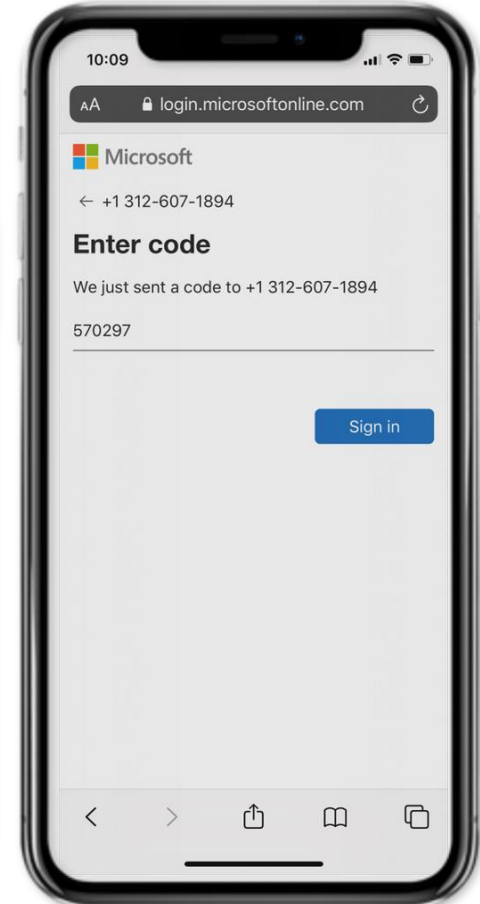 10:09
AA login.microsoftonline.com
Microsoft
← +1 312-607-1894
Enter code
We just sent a code to +1 312-607-1894
570297
Sign in